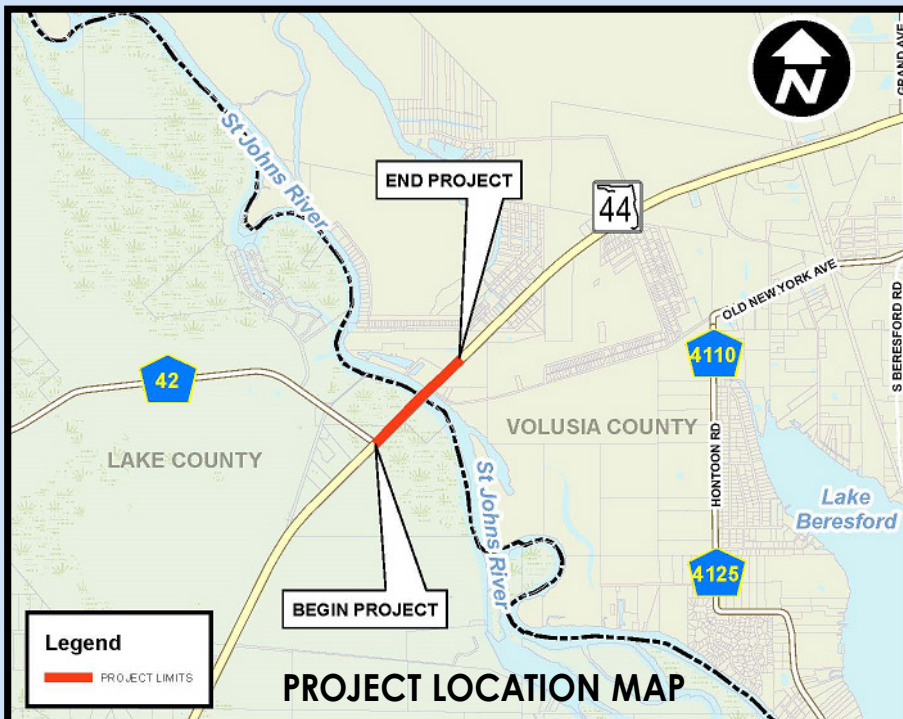 GRAND AVE
N
St Johns River
END PROJECT
44
OLD NEW YORK AVE
4110
S BERESFORD RD
42
VOLUSIA COUNTY
LAKE COUNTY
HONTOON RD
St Johns River
Lake
Beresford
4125
BEGIN PROJECT
Legend
PROJECT LIMITS
PROJECT LOCATION MAP